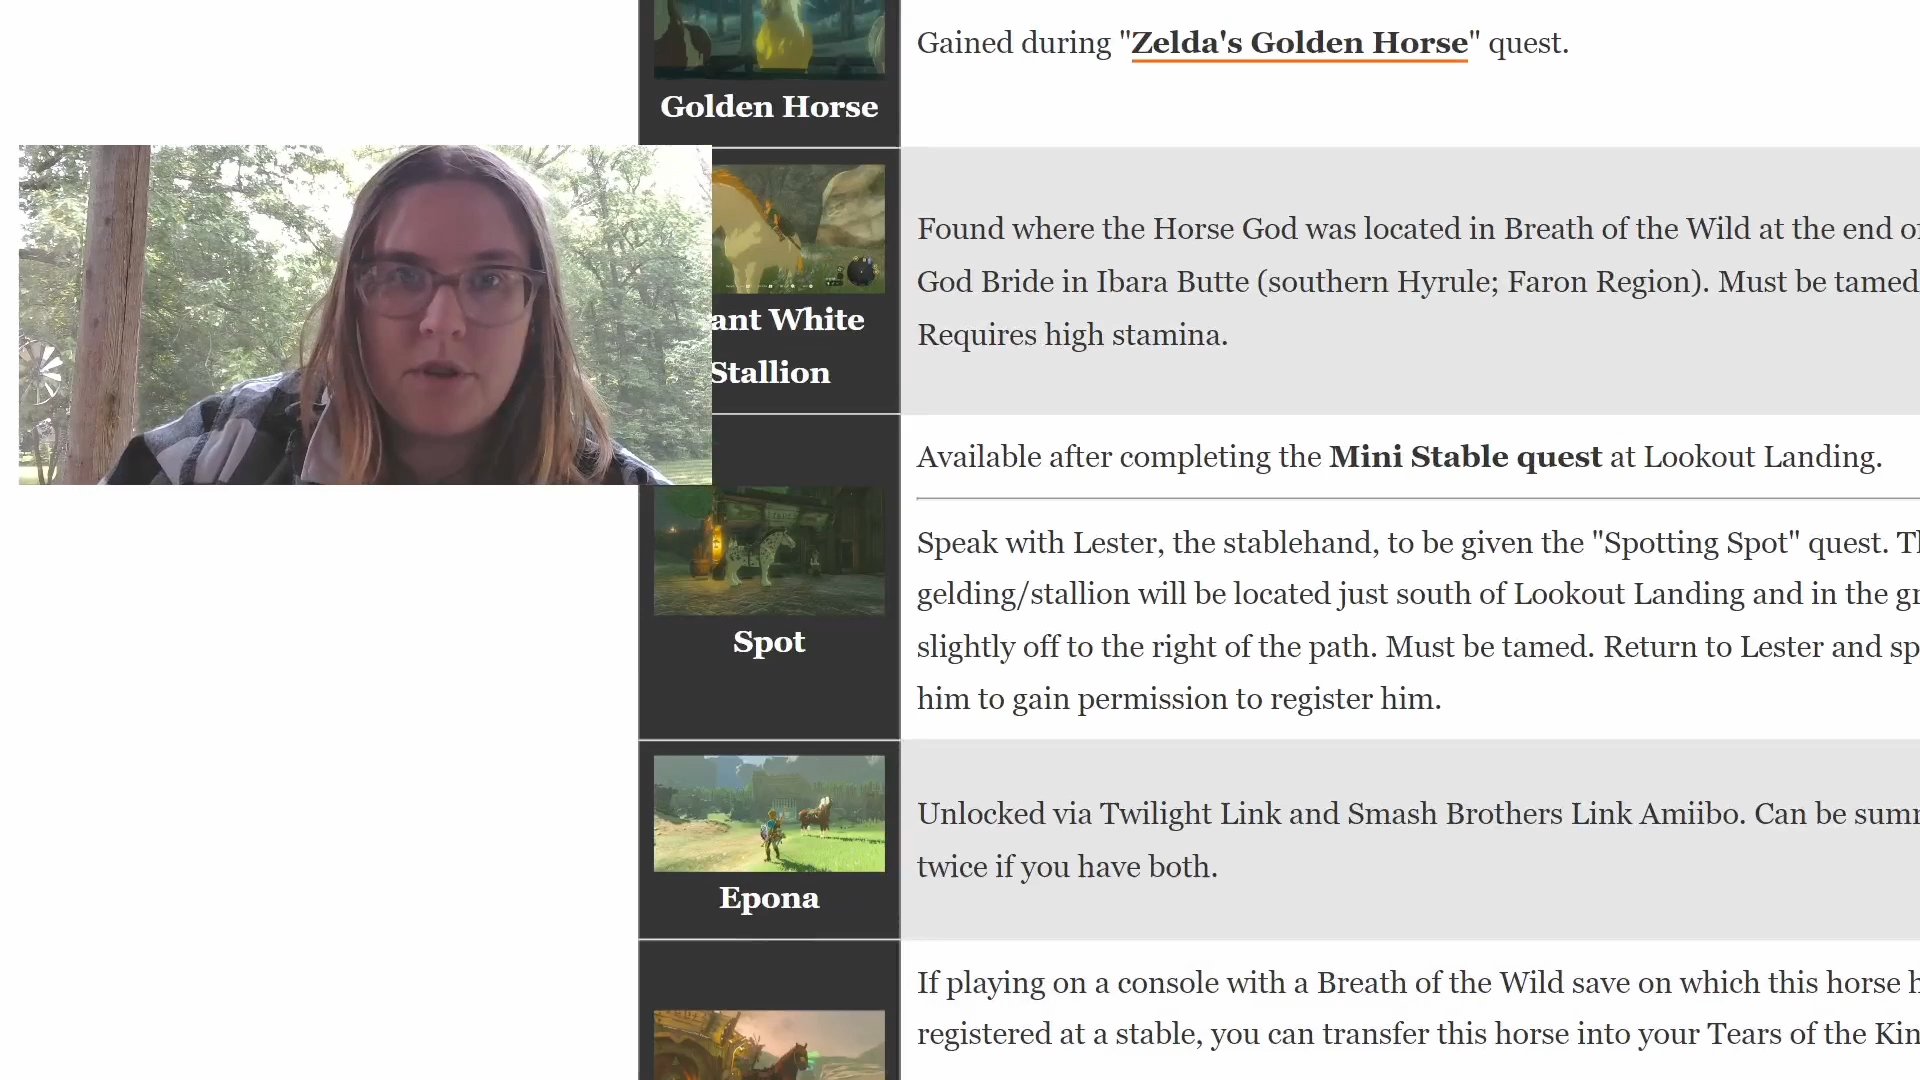 Gained during "Zelda's Golden Horse" quest.
Golden Horse
Found where the Horse God was located in Breath of the Wild at the end
God Bride in Ibara Butte (southern Hyrule; Faron Region). Must be tamed
Requires high stamina.
White
Stallion
Available after completing the Mini Stable quest at Lookout Landing.
Speak with Lester, the stablehand, to be given the "Spotting Spot" quest.
gelding/stallion will be located just south of Lookout Landing and in the
slightly off to the right of the path. Must be tamed. Return to Lester and
him to gain permission to register him.
Spot
Unlocked via Twilight Link and Smash Brothers Link Amiibo. Can be
twice if you have both.
Epona
If playing on a console with a Breath of the Wild save on which this horse
registered at a stable, you can transfer this horse into your Tears of the